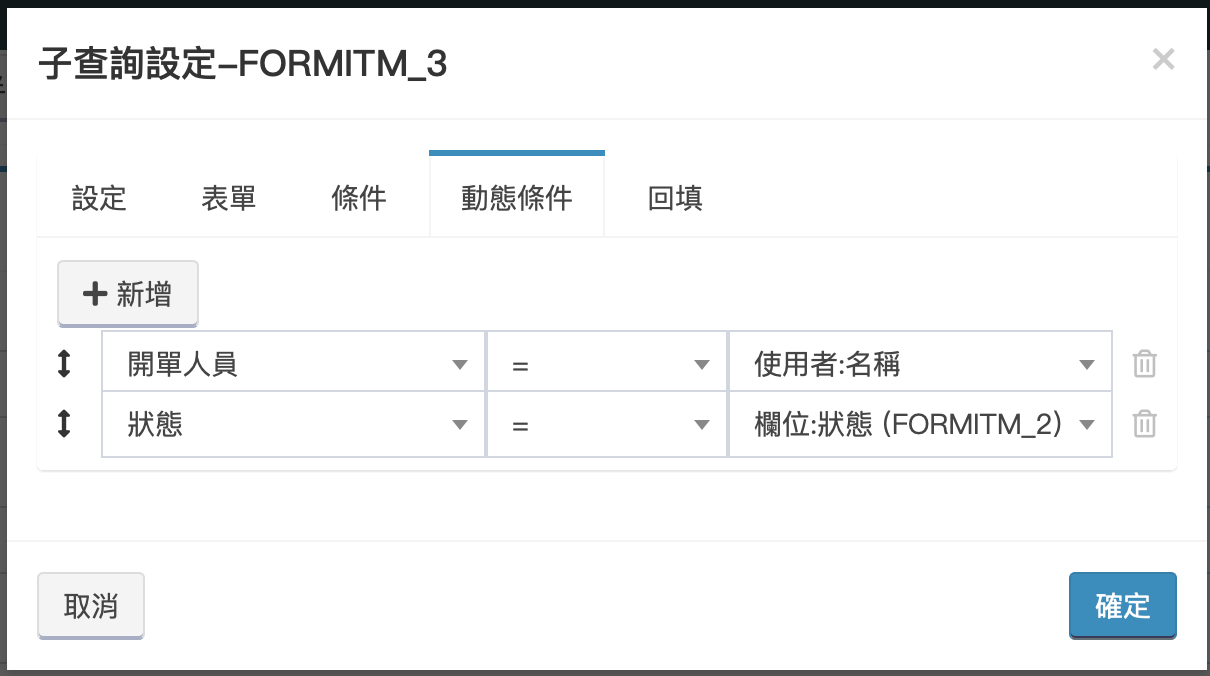 子查詢設定-FORMITM_3
×
設定 表單 條件 動態條件 回填
新增
開單人員 = 使用者:名稱
狀態 = 欄位:狀態 (FORMITM_2)
取消 確定